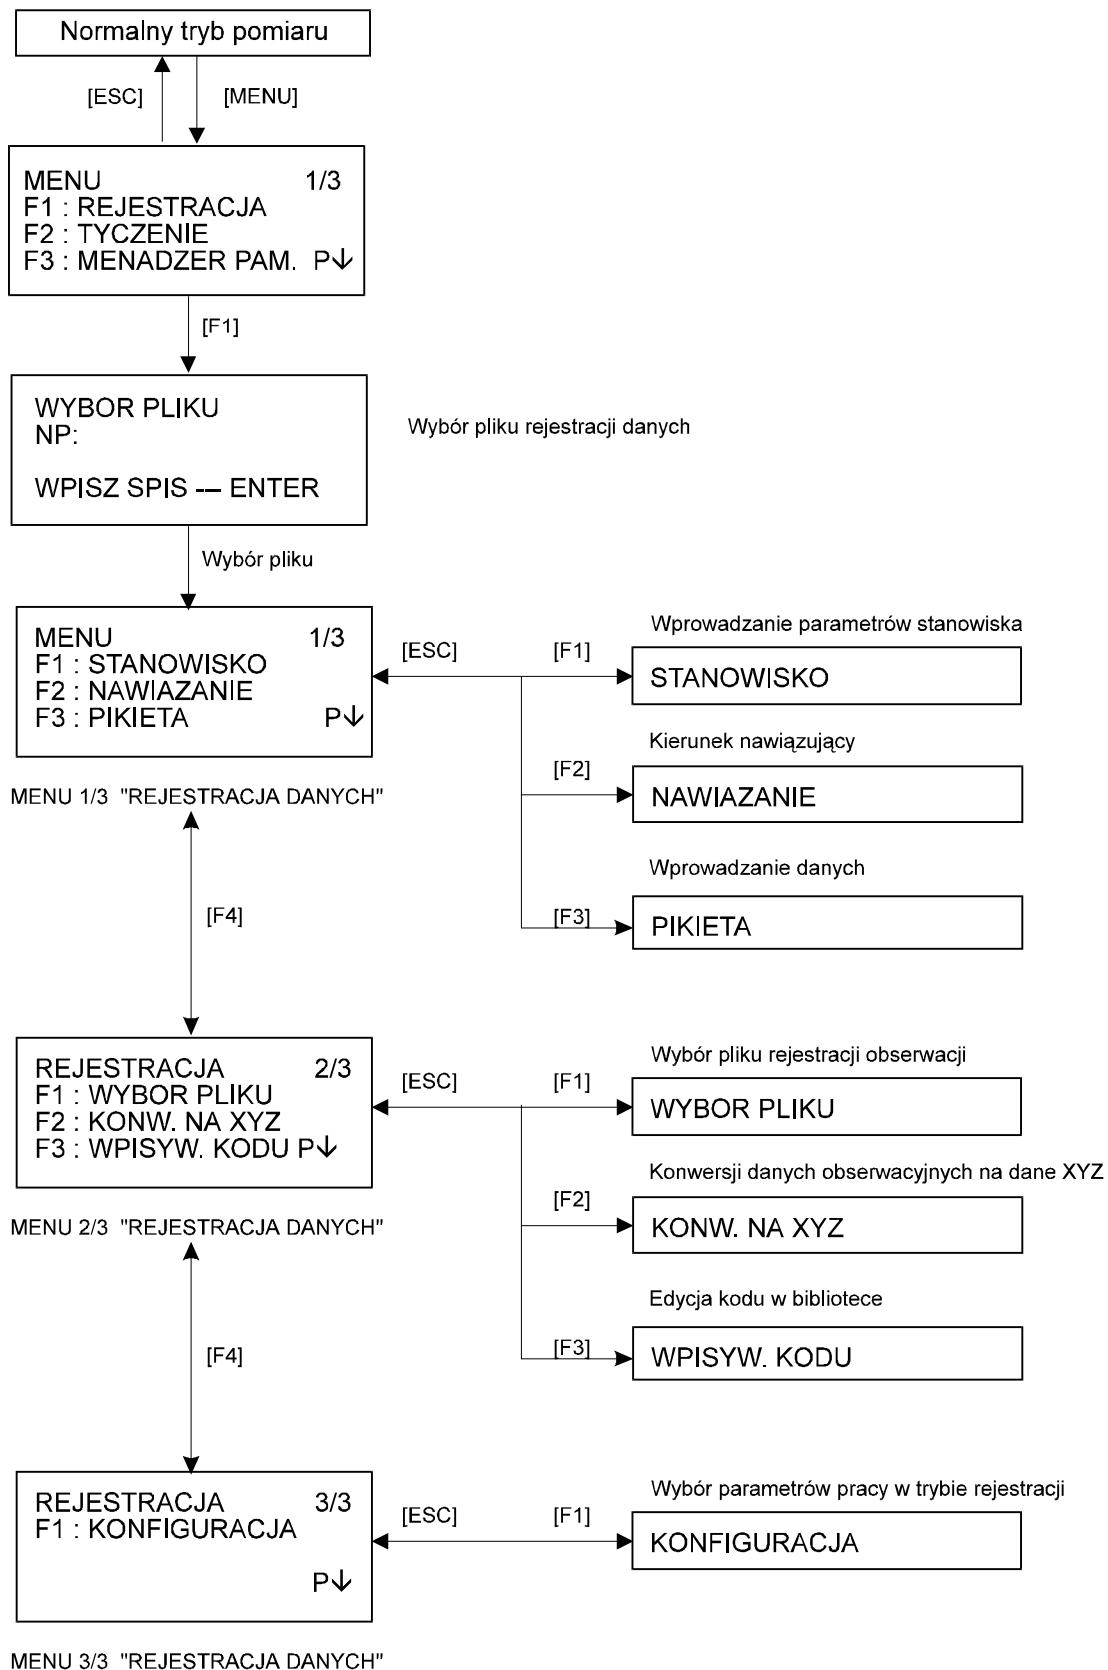 Normalny tryb pomiaru
[ESC] [MENU]
MENU 1/3
F1 : REJESTRACJA
F2 : TYCZENIE
F3 : MENADZER PAM. P↓
[F1]
WYBOR PLIKU
NP:
WPISZ SPIS --- ENTER
Wybór pliku rejestracji danych
Wybór pliku
MENU 1/3
F1 : STANOWISKO
F2 : NAWIAZANIE
F3 : PIKIETA P↓
MENU 1/3 "REJESTRACJA DANYCH"
[ESC] [F1]
Wprowadzanie parametrów stanowiska
STANOWISKO
Kierunek nawiązujący
[F2]
NAWIAZANIE
Wprowadzanie danych
[F3]
PIKIETA
[F4]
REJESTRACJA 2/3
F1 : WYBOR PLIKU
F2 : KONW. NA XYZ
F3 : WPISYW. KODU P↓
MENU 2/3 "REJESTRACJA DANYCH"
[ESC] [F1]
Wybór pliku rejestracji obserwacji
WYBOR PLIKU
Konwersji danych obserwacyjnych na dane XYZ
[F2]
KONW. NA XYZ
Edycja kodu w bibliotece
[F3]
WPISYW. KODU
[F4]
REJESTRACJA 3/3
F1 : KONFIGURACJA
P↓
MENU 3/3 "REJESTRACJA DANYCH"
[ESC] [F1]
Wybór parametrów pracy w trybie rejestracji
KONFIGURACJA